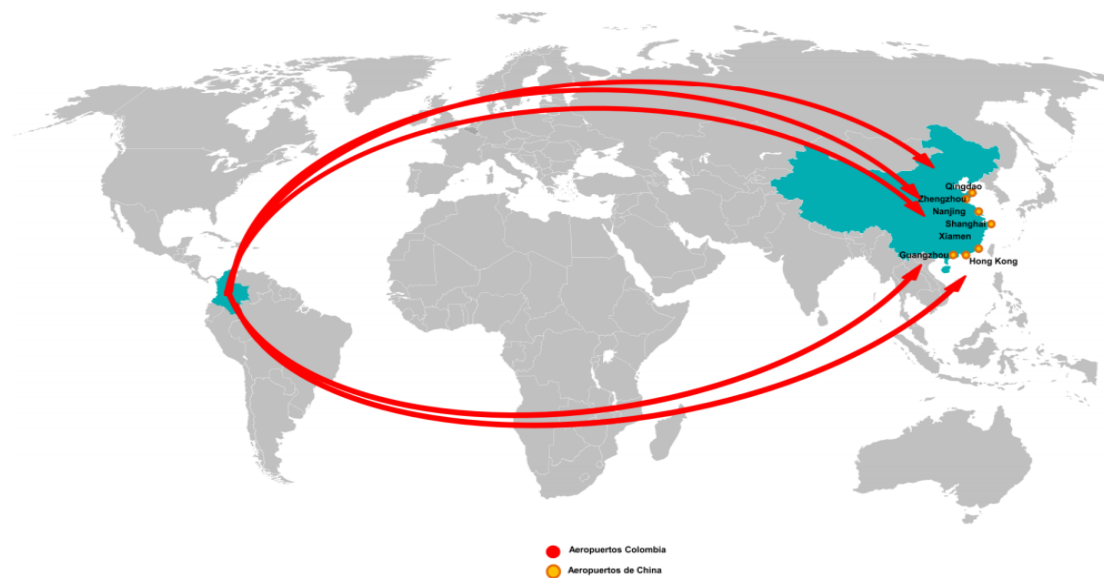 Qingdao
Zhengzhou
Nanjing
Shanghai
Xiamen
Guangzhou
Hong Kong
Aeropuertos Colombia
Aeropuertos de China